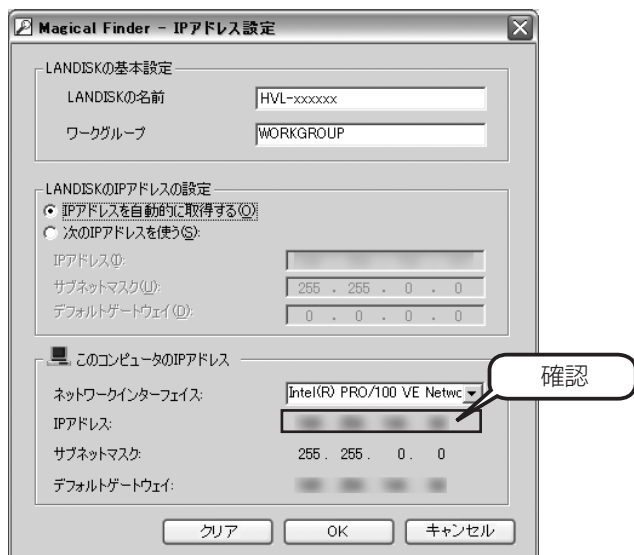 Magical Finder - IPアドレス設定
LANDISKの基本設定
LANDISKの名前 HVL-xxxxxx
ワークグループ WORKGROUP
LANDISKのIPアドレスの設定
IPアドレスを自動的に取得する(O)
次のIPアドレスを使う(S):
IPアドレス(I):
サブネットマスク(U): 255 . 255 . 0 . 0
デフォルトゲートウェイ(D): 0 . 0 . 0 . 0
このコンピュータのIPアドレス
ネットワークインターフェイス: Intel(R) PRO/100 VE Netwc
確認
IPアドレス:
サブネットマスク: 255 . 255 . 0 . 0
デフォルトゲートウェイ:
クリア OK キャンセル